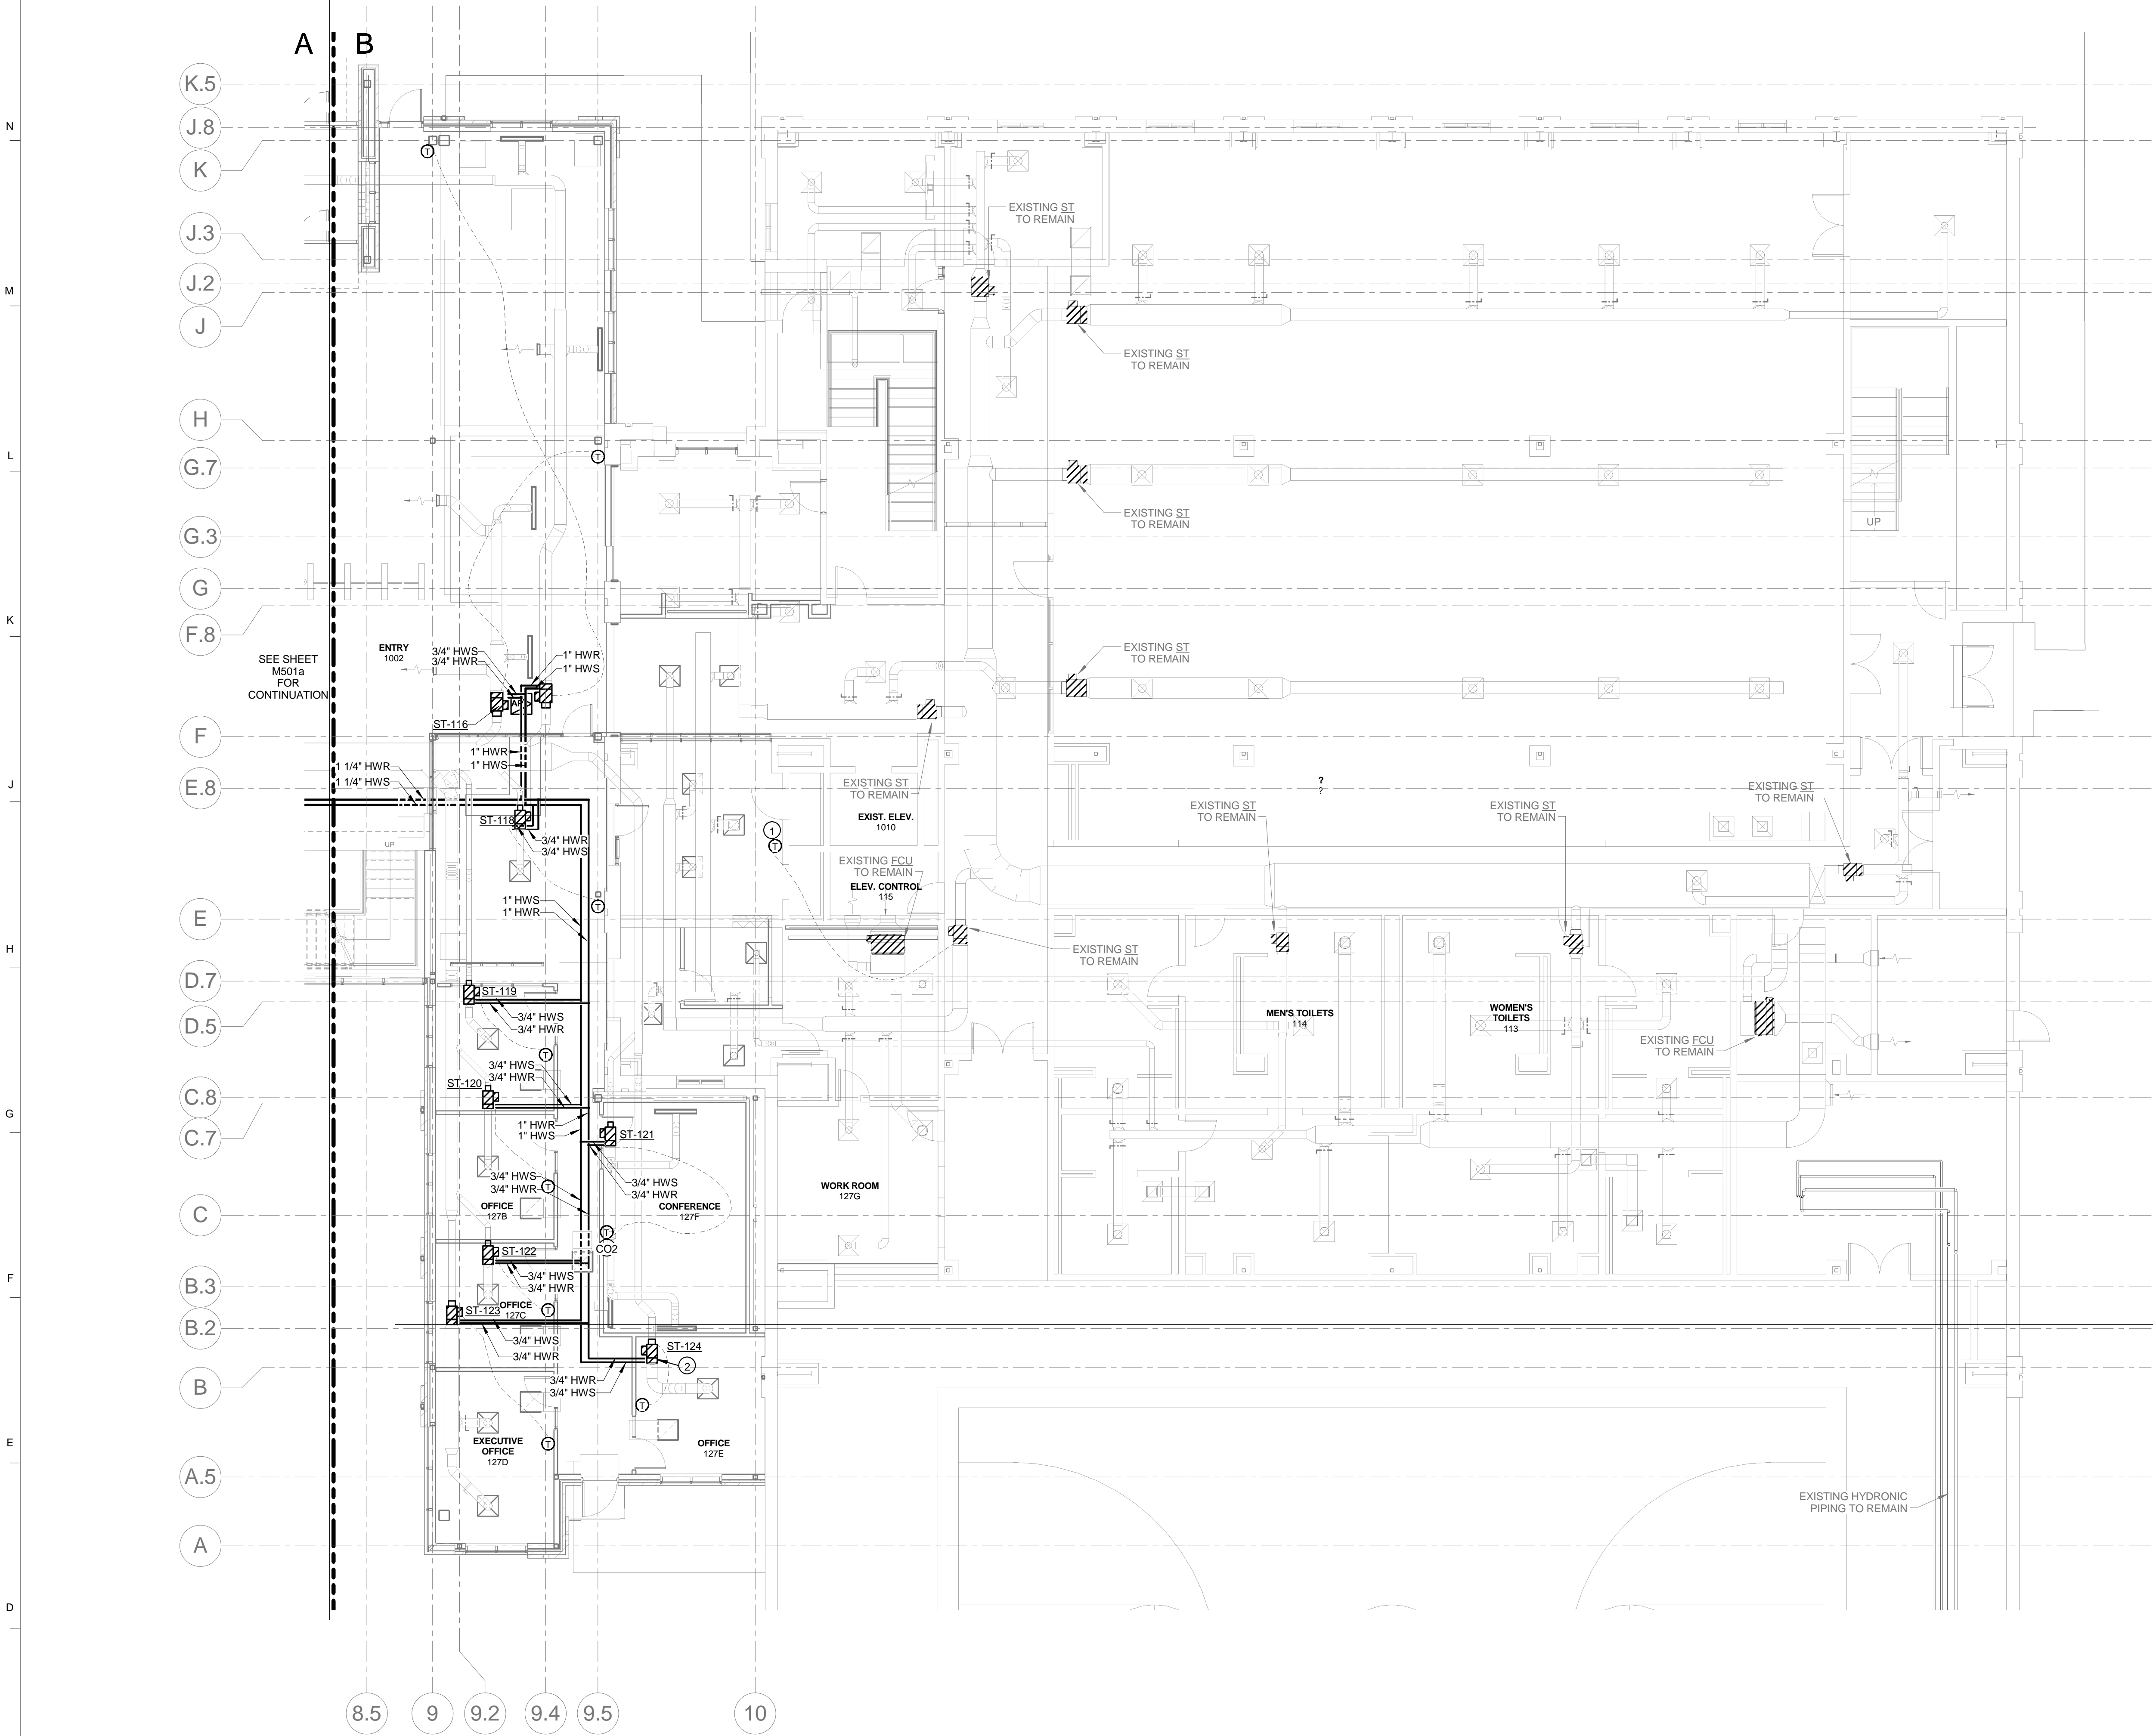 A
B
K.5
J.8
N
K
EXISTING ST
TO REMAIN
J.3
J.2
M
J
EXISTING ST
TO REMAIN
H
L
G.7
EXISTING ST
TO REMAIN
UP
G.3
G
K
F.8
ENTRY
1002
SEE SHEET
M501a
FOR
CONTINUATION
3/4" HWS
3/4" HWR
1" HWR
1" HWS
EXISTING ST
TO REMAIN
AP
ST-116
F
1" HWR
1" HWS
1 1/4" HWR
1 1/4" HWS
J
E.8
EXISTING ST
TO REMAIN
?
?
EXISTING ST
TO REMAIN
EXISTING ST
TO REMAIN
EXISTING ST
TO REMAIN
ST-118
EXIST. ELEV.
1010
1
T
3/4" HWR
3/4" HWS
UP
EXISTING FCU
TO REMAIN
ELEV. CONTROL
115
1" HWS
1" HWR
T
E
H
EXISTING ST
TO REMAIN
D.7
ST-119
D.5
3/4" HWS
3/4" HWR
MEN'S TOILETS
114
WOMEN'S
TOILETS
113
EXISTING FCU
TO REMAIN
T
3/4" HWS
3/4" HWR
ST-120
C.8
G
C.7
1" HWR
1" HWS
ST-121
3/4" HWS
3/4" HWR
T
3/4" HWS
3/4" HWR
WORK ROOM
127G
OFFICE
127B
CONFERENCE
127F
C
T
CO2
ST-122
3/4" HWS
3/4" HWR
F
B.3
OFFICE
127C
ST-123
T
B.2
3/4" HWS
3/4" HWR
ST-124
2
B
3/4" HWR
3/4" HWS
T
E
EXECUTIVE
OFFICE
127D
T
OFFICE
127E
A.5
EXISTING HYDRONIC
PIPING TO REMAIN
A
D
8.5
9
9.2
9.4
9.5
10
T
T